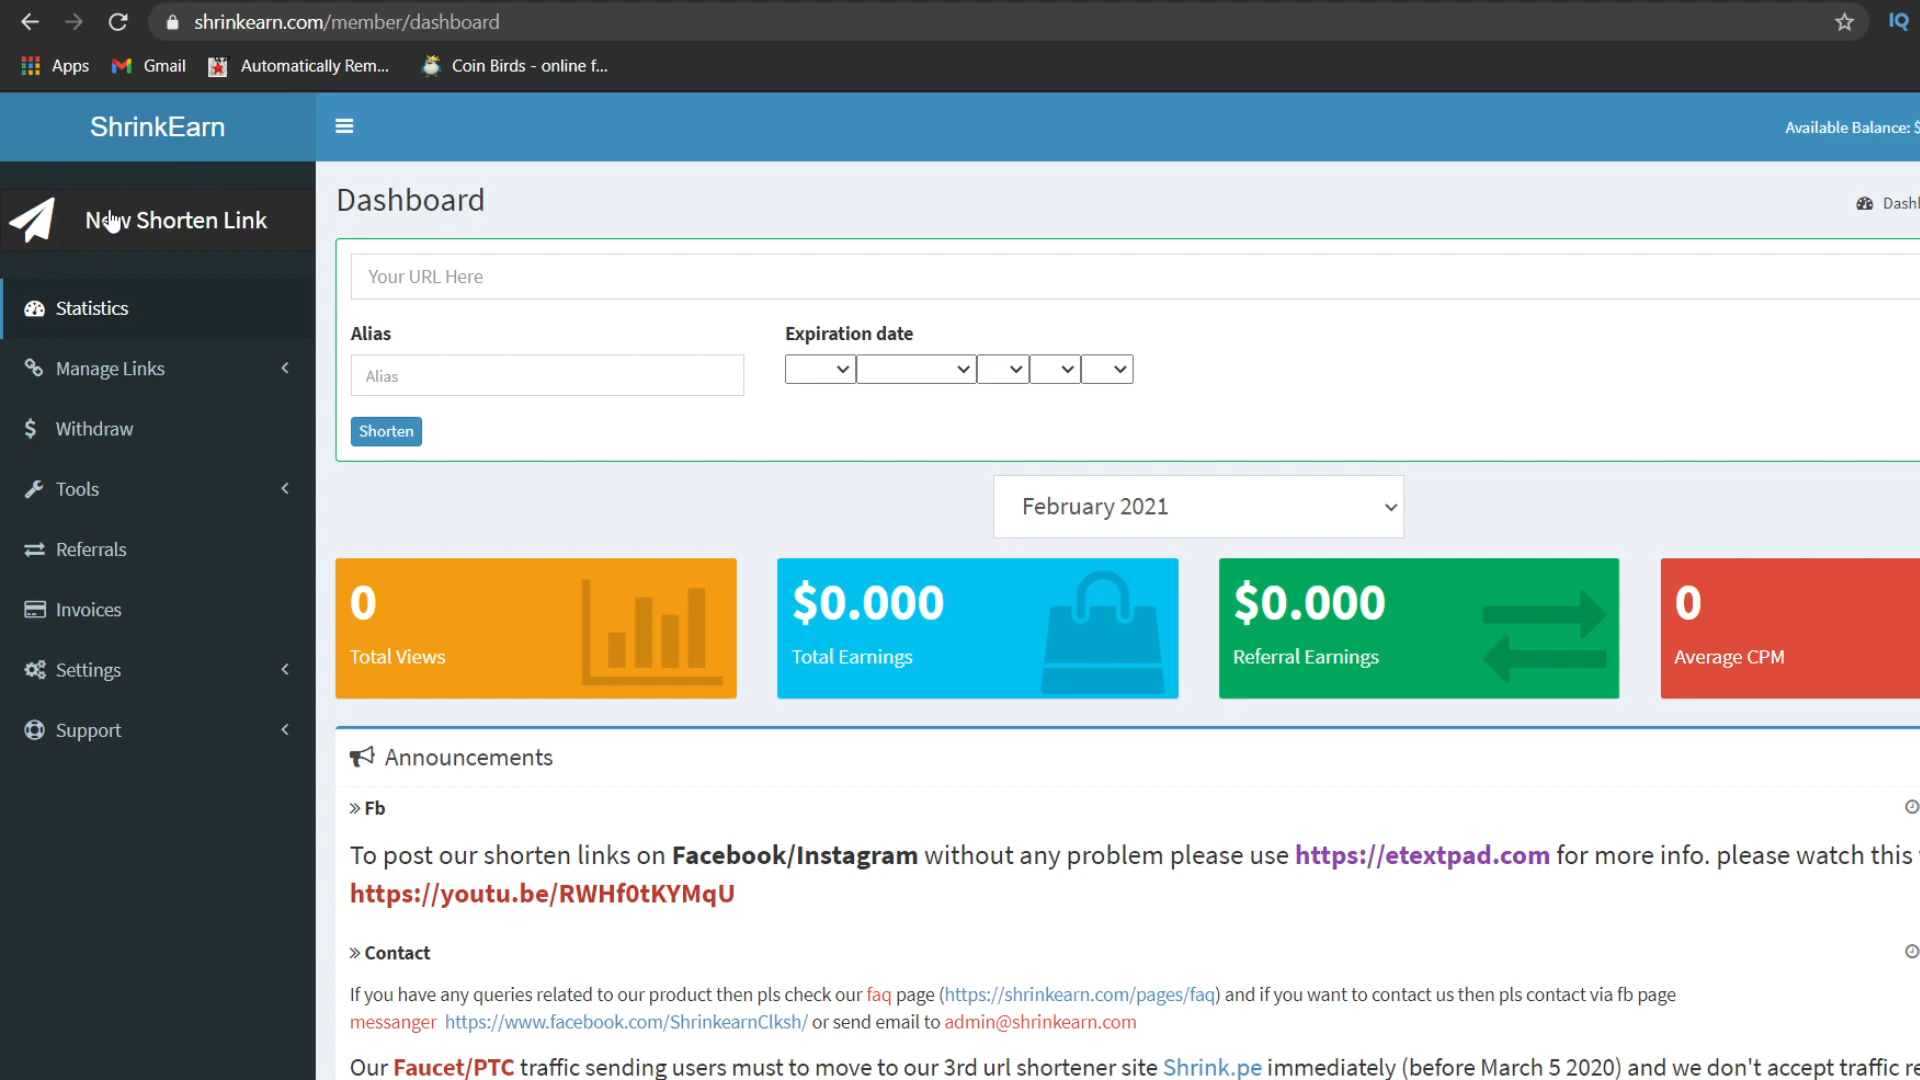 shrinkearn.com/member/dashboard
IQ
Apps
Gmail
Automatically Rem...
Coin Birds - online f...
ShrinkEarn
Available Balance: $
New Shorten Link
Dashboard
Your URL Here
Statistics
Alias
Expiration date
Manage Links
Alias
Withdraw
Shorten
Tools
February 2021
Referrals
0
$0.000
$0.000
0
Invoices
Total Views
Total Earnings
Referral Earnings
Average CPM
Settings
Support
Announcements
» Fb
To post our shorten links on Facebook/Instagram without any problem please use https://etextpad.com for more info. please watch this
https://youtu.be/RWHf0tKYMqU
» Contact
If you have any queries related to our product then pls check our faq page (https://shrinkearn.com/pages/faq) and if you want to contact us then pls contact via fb page
messanger https://www.facebook.com/ShrinkearnClksh/ or send email to admin@shrinkearn.com
Our Faucet/PTC traffic sending users must to move to our 3rd url shortener site Shrink.pe immediately (before March 5 2020) and we don't accept traffic